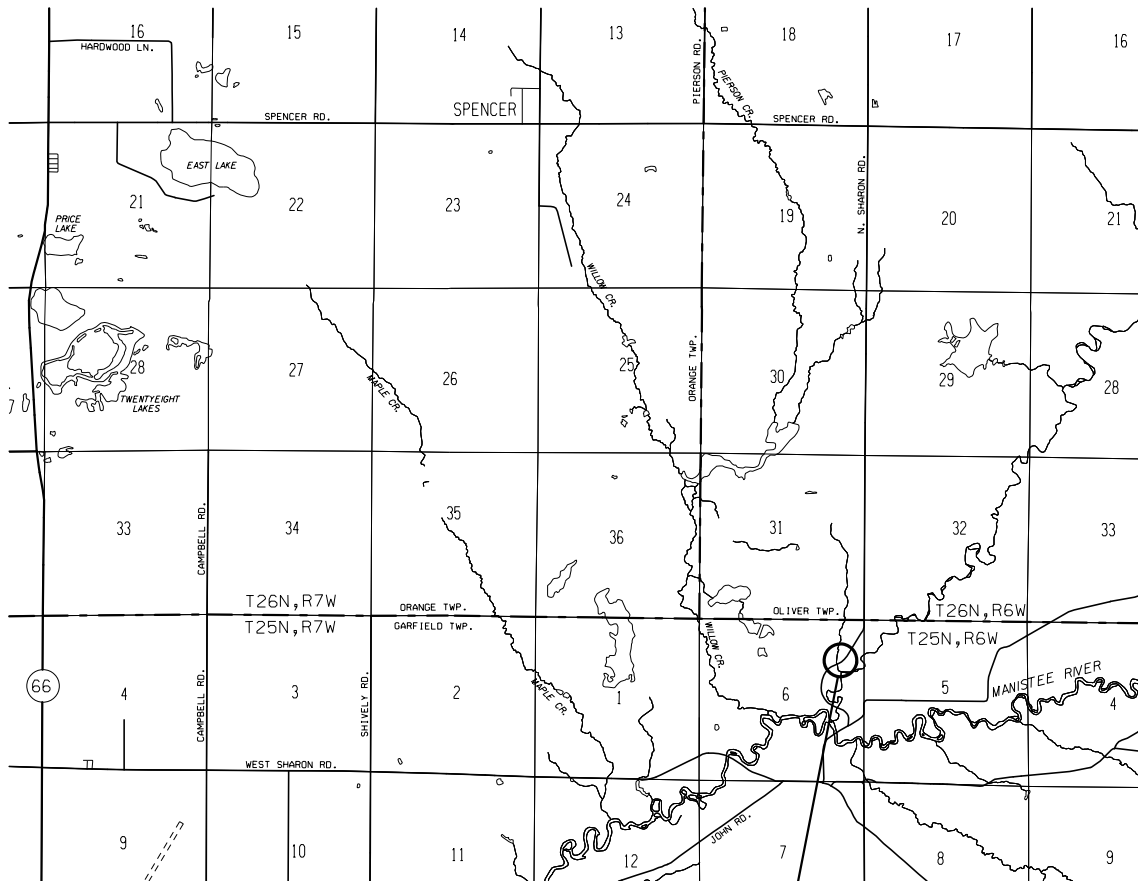 16
15
14
13
18
17
16
HARDWOOD LN.
PIERSON RD.
PIERSON CR.
SPENCER
SPENCER RD.
SPENCER RD.
EAST LAKE
N. SHARON RD.
21
22
23
24
19
20
21
PRICE
LAKE
WILLOW CR.
28
27
26
25
30
29
28
7
MAPLE CR.
ORANGE TWP.
TWENTYEIGHT
LAKES
33
34
35
36
31
32
33
CAMPBELL RD.
T26N,R7W
ORANGE TWP.
OLIVER TWP.
T26N,R6W
T25N,R7W
GARFIELD TWP.
T25N,R6W
WILLOW CR.
66
4
3
2
1
6
5
4
MANISTEE RIVER
CAMPBELL RD.
SHIVELY RD.
MAPLE CR.
WEST SHARON RD.
JOHN RD.
9
10
11
12
7
8
9